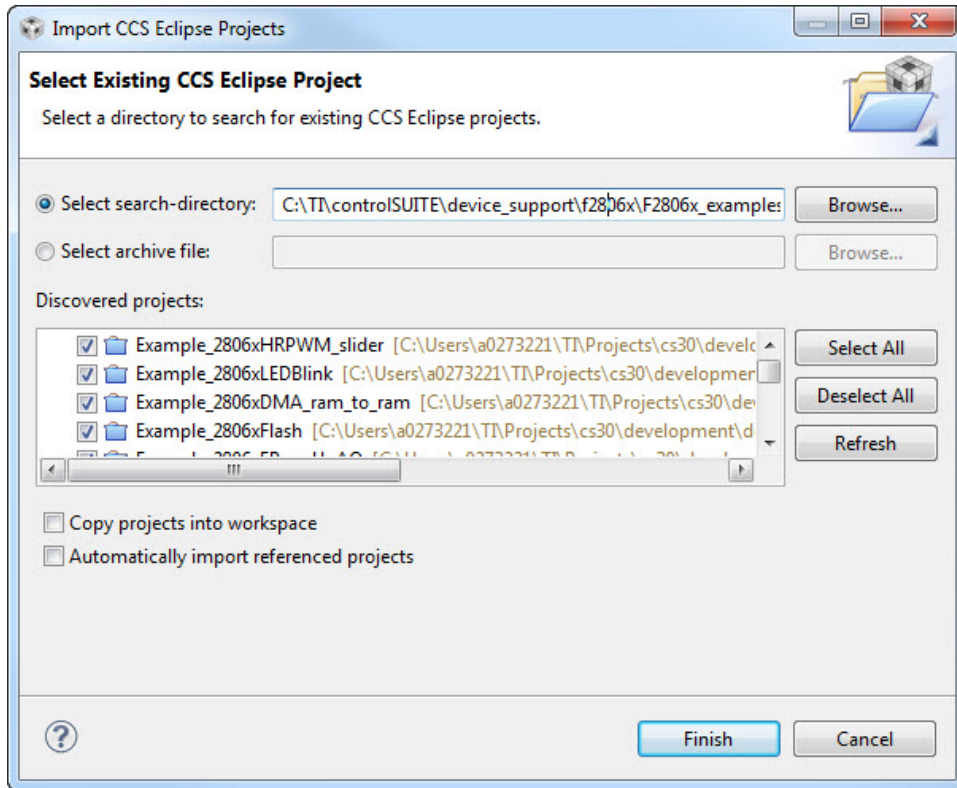 Import CCS Eclipse Projects
Select Existing CCS Eclipse Project
Select a directory to search for existing CCS Eclipse projects.
Select search-directory: C:\TI\controlSUITE\device_support\f2806x\F2806x_examples Browse...
Select archive file: Browse...
Discovered projects:
Example_2806xHRPWM_slider [C:\Users\a0273221\TI\Projects\cs30\develc Select All
Example_2806xLEDBlink [C:\Users\a0273221\TI\Projects\cs30\developmer
Deselect All
Example_2806xDMA_ram_to_ram [C:\Users\a0273221\TI\Projects\cs30\dev
Example_2806xFlash [C:\Users\a0273221\TI\Projects\cs30\development\d Refresh
Copy projects into workspace
Automatically import referenced projects
? Finish Cancel